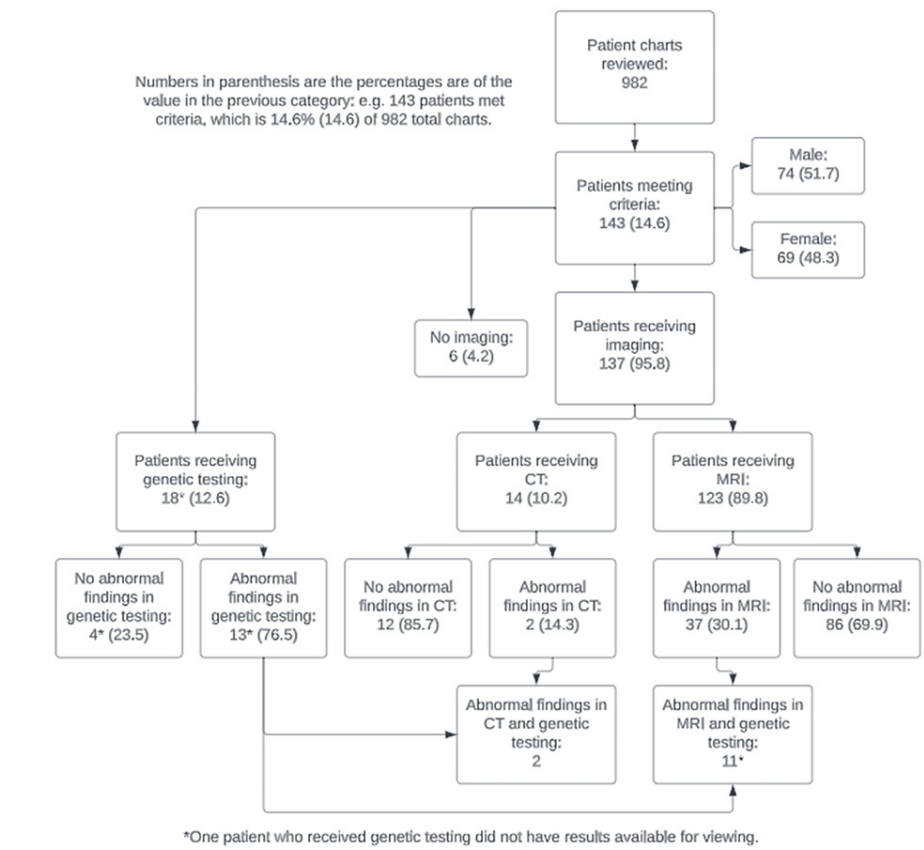 Patient charts
reviewed:
982
Numbers in parenthesis are the percentages are of the
value in the previous category: e.g. 143 patients met
criteria, which is 14.6% (14.6) of 982 total charts.
Male:
74 (51.7)
Patients meeting
criteria:
143 (14.6)
Female:
69 (48.3)
No imaging:
6 (4.2)
Patients receiving
imaging:
137 (95.8)
Patients receiving
genetic testing:
18* (12.6)
Patients receiving
CT:
14 (10.2)
Patients receiving
MRI:
123 (89.8)
No abnormal
findings in
genetic testing:
4* (23.5)
Abnormal
findings in
genetic testing:
13* (76.5)
No abnormal
findings in CT:
12 (85.7)
Abnormal
findings in CT:
2 (14.3)
Abnormal
findings in MRI:
37 (30.1)
No abnormal
findings in MRI:
86 (69.9)
Abnormal findings in
CT and genetic
testing:
2
Abnormal findings in
MRI and genetic
testing:
11*
*One patient who received genetic testing did not have results available for viewing.